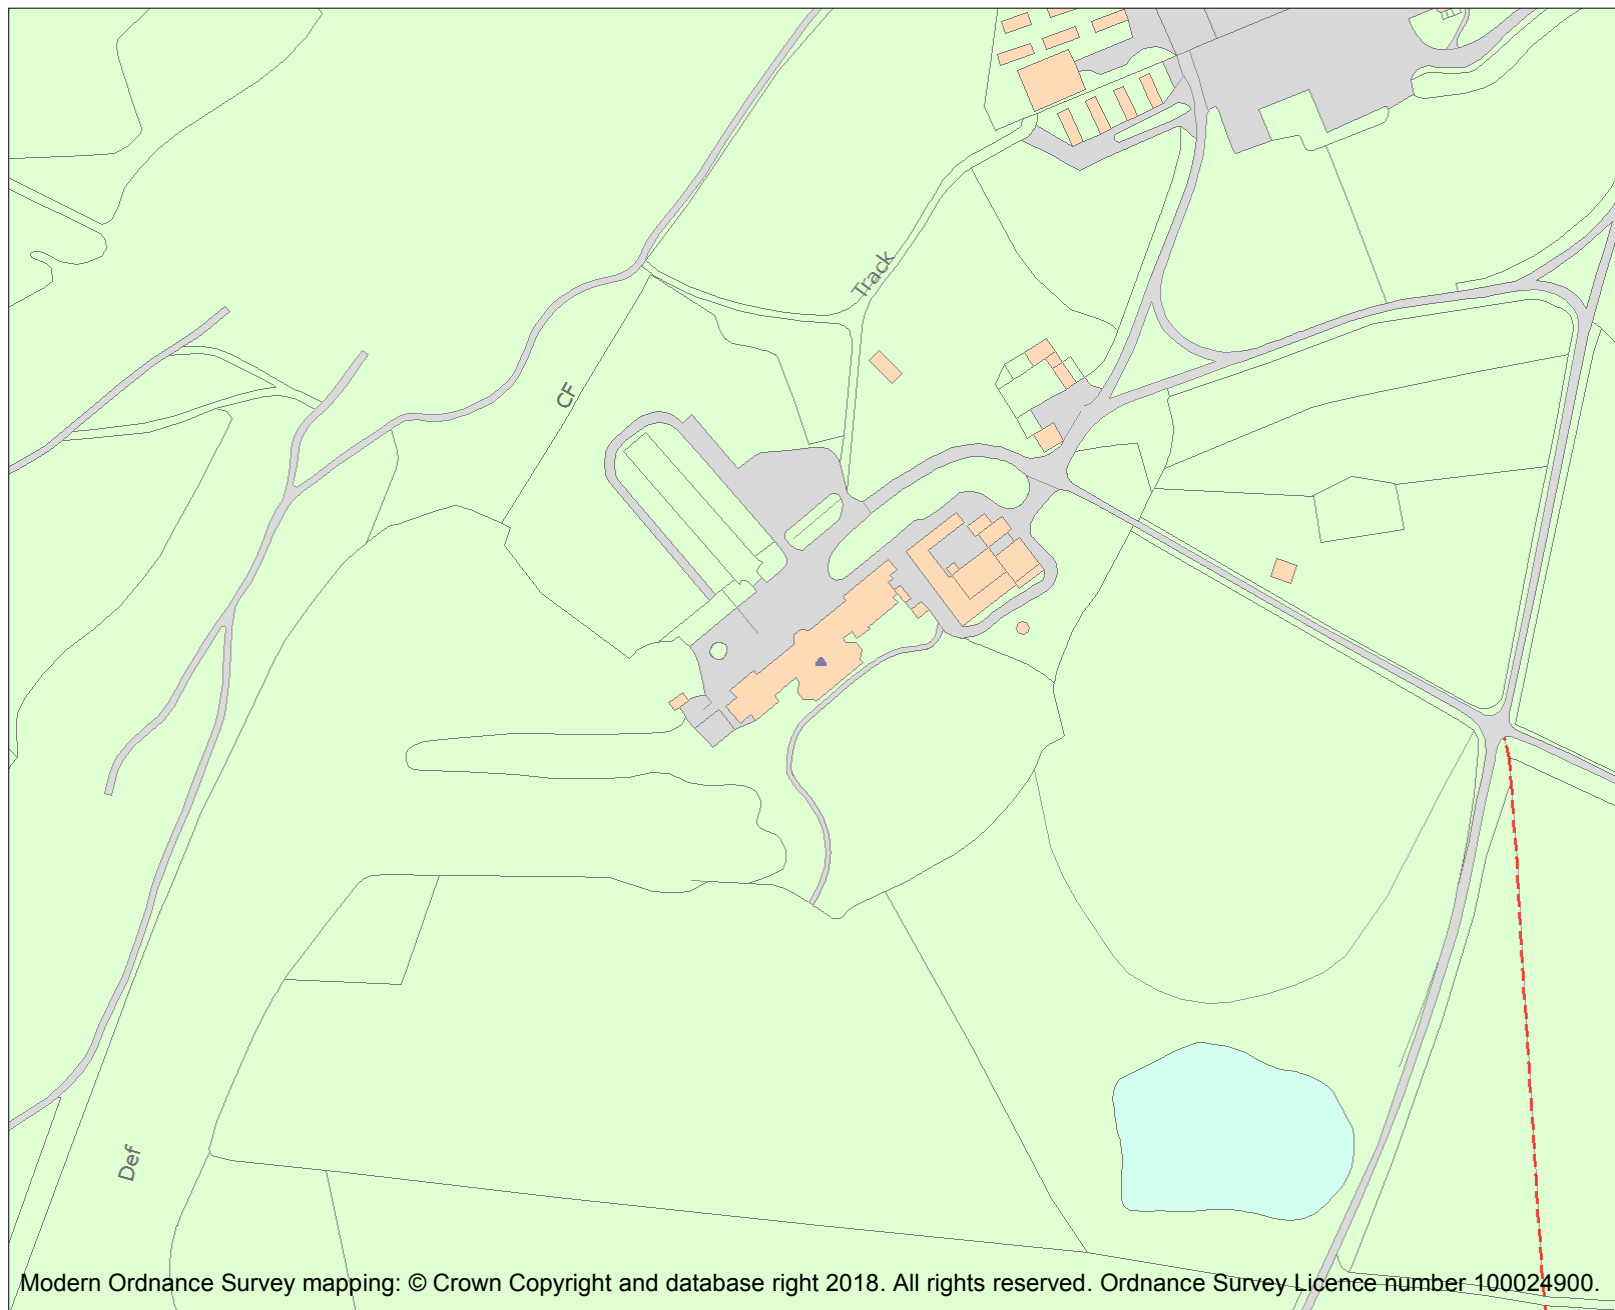 Track
CF
Def
Modern Ordnance Survey mapping: © Crown Copyright and database right 2018. All rights reserved. Ordnance Survey Licence number 100024900.